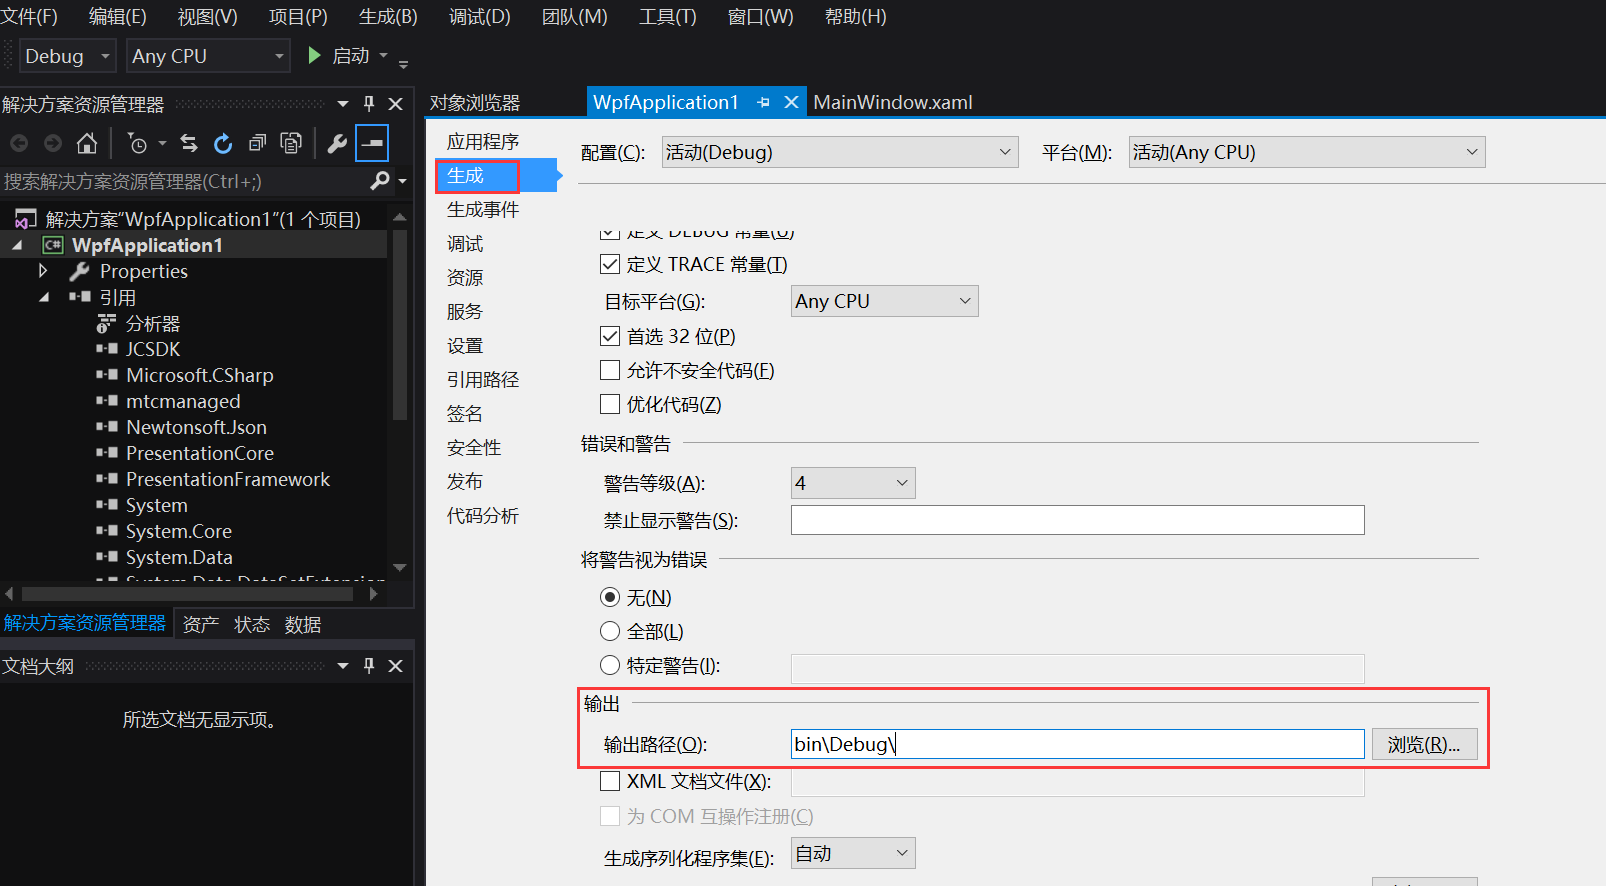 文件(F) 编辑(E) 视图(V) 项目(P) 生成(B) 调试(D) 团队(M) 工具(T) 窗口(W) 帮助(H)
Debug Any CPU 启动
解决方案资源管理器
搜索解决方案资源管理器(Ctrl+;)
解决方案"WpfApplication1"(1 个项目)
C# WpfApplication1
Properties
引用
分析器
JCSDK
Microsoft.CSharp
mtcmanaged
Newtonsoft.Json
PresentationCore
PresentationFramework
System
System.Core
System.Data
System.Data.DataSetExtension
解决方案资源管理器 资产 状态 数据
文档大纲
所选文档无显示项。
对象浏览器 WpfApplication1 MainWindow.xaml
应用程序
生成
生成事件
调试
资源
服务
设置
引用路径
签名
安全性
发布
代码分析
配置(C): 活动(Debug) 平台(M): 活动(Any CPU)
定义 DEBUG 常量(U)
定义 TRACE 常量(T)
目标平台(G): Any CPU
首选 32 位(P)
允许不安全代码(F)
优化代码(Z)
错误和警告
警告等级(A): 4
禁止显示警告(S):
将警告视为错误
无(N)
全部(L)
特定警告(I):
输出
输出路径(O): bin\Debug\ 浏览(R)...
XML 文档文件(X):
为 COM 互操作注册(C)
生成序列化程序集(E): 自动